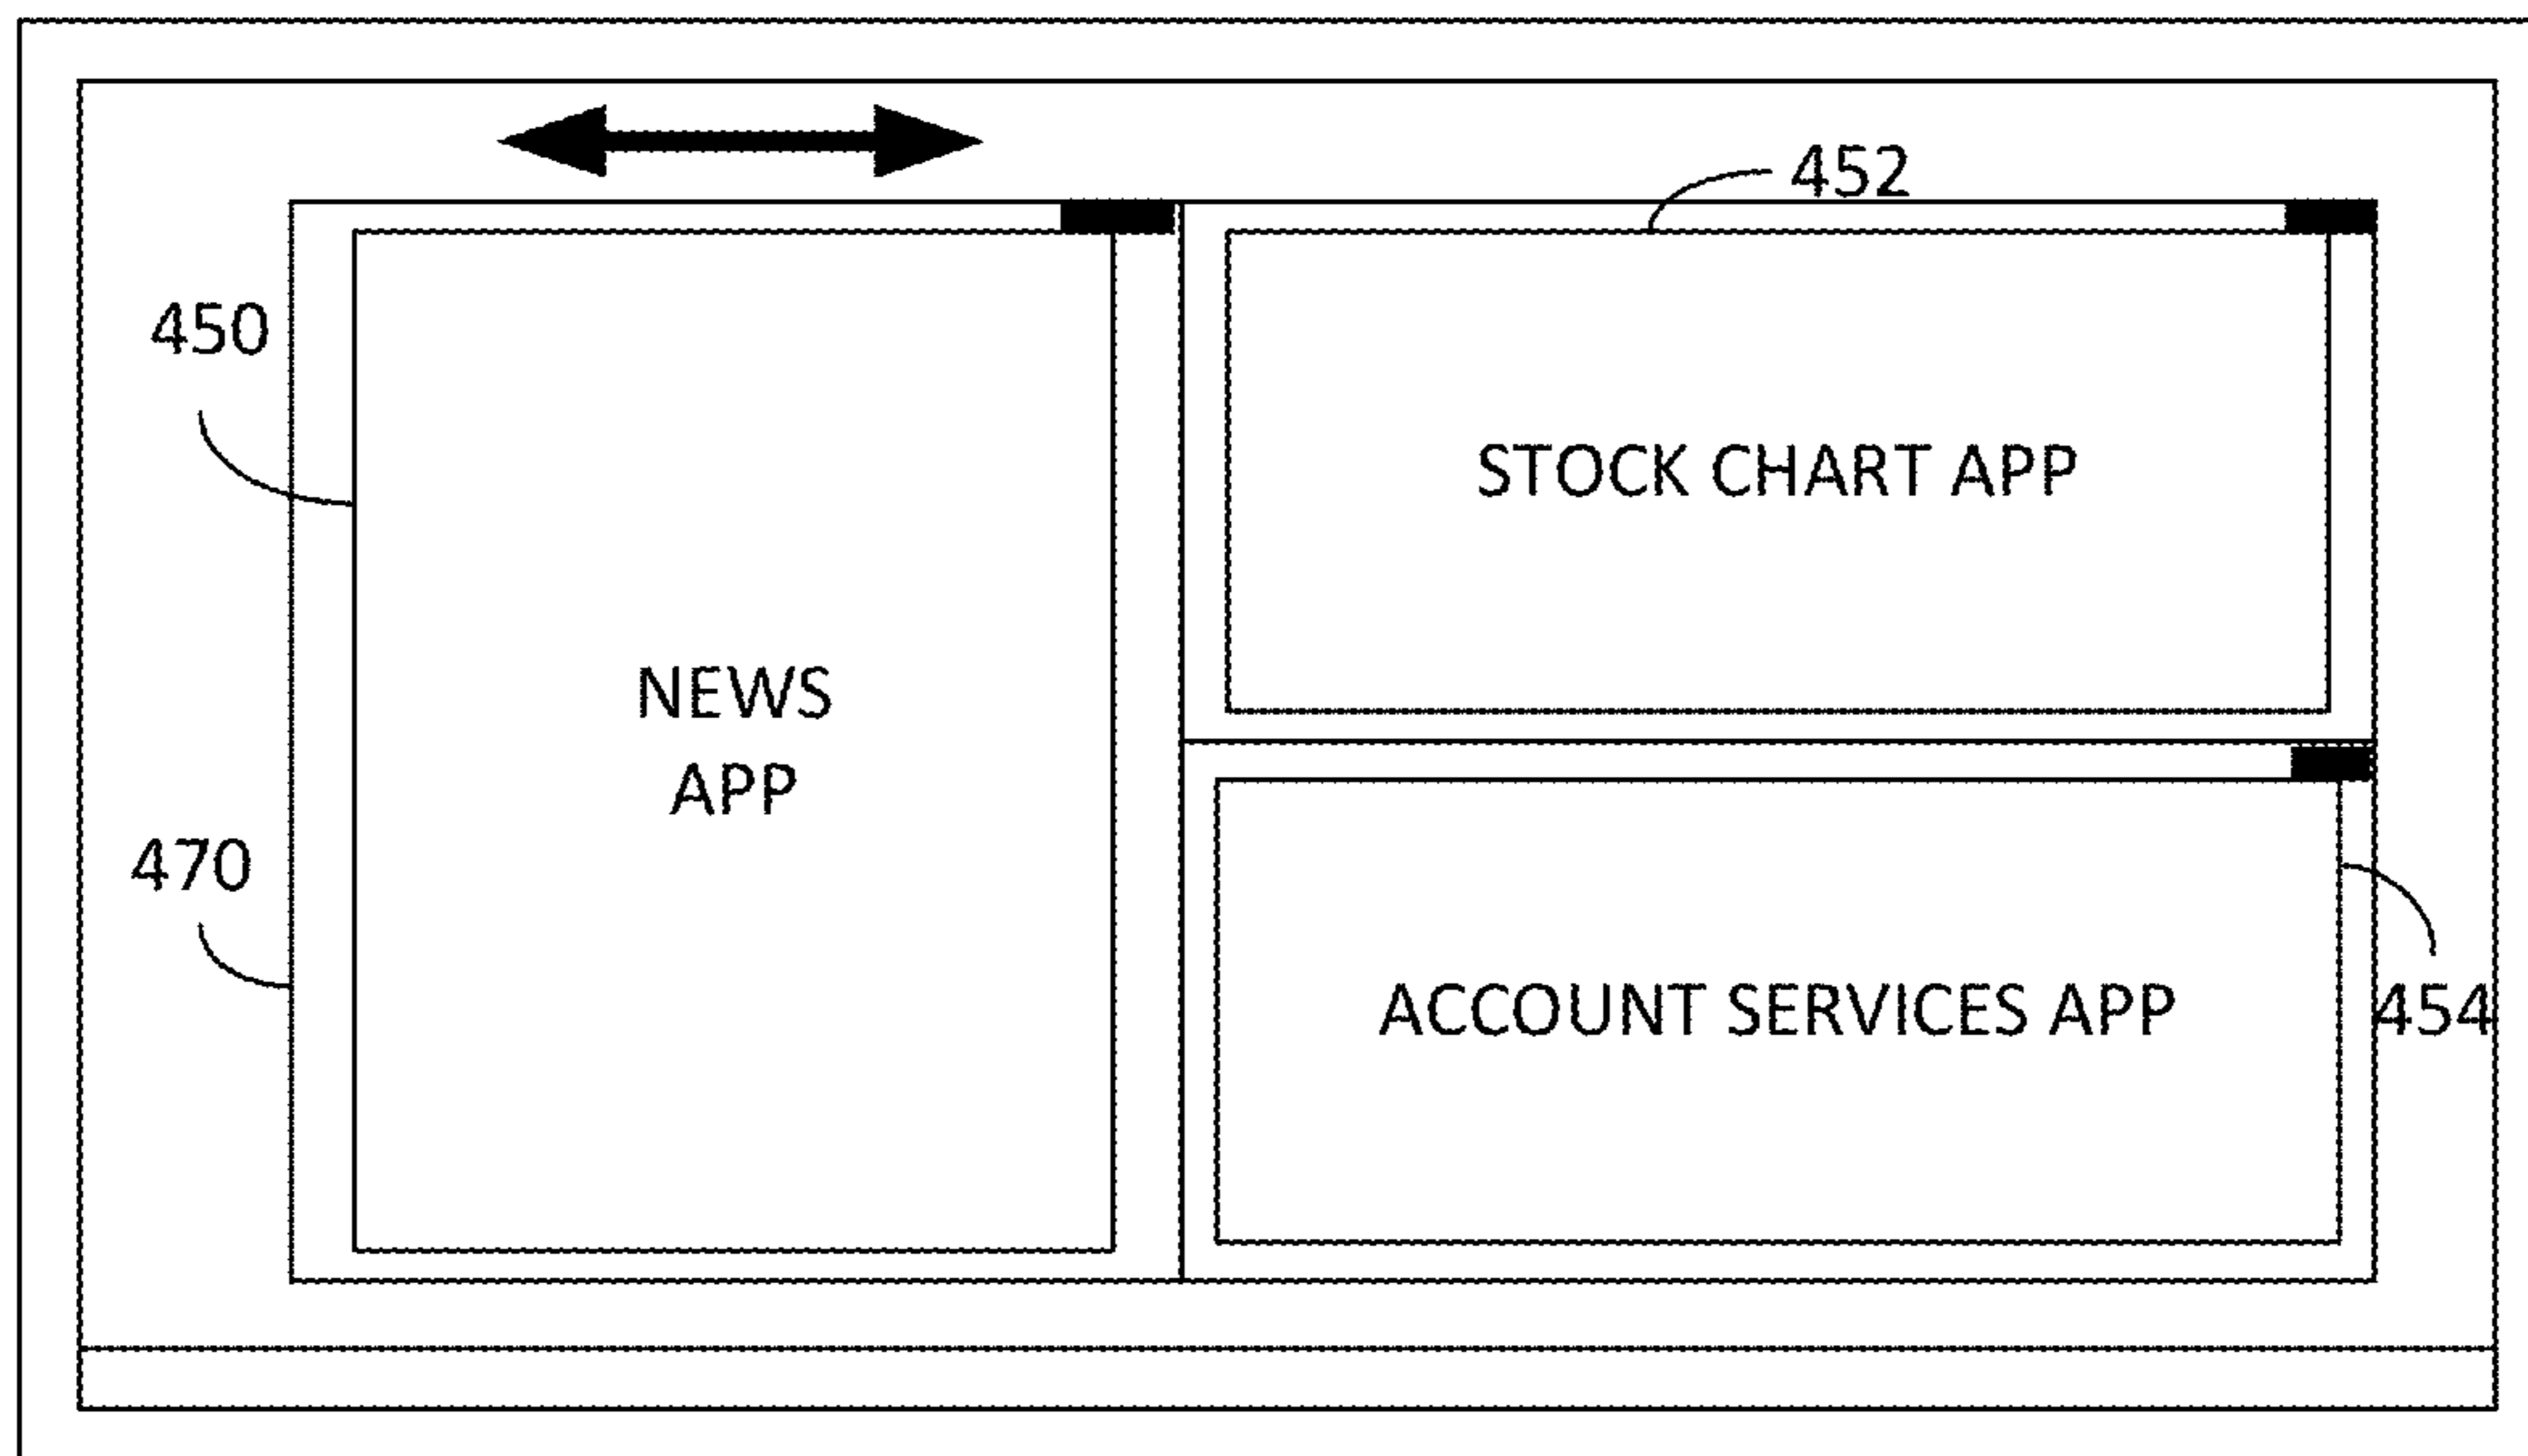 452
450
STOCK CHART APP
NEWS
APP
470
ACCOUNT SERVICES APP
454